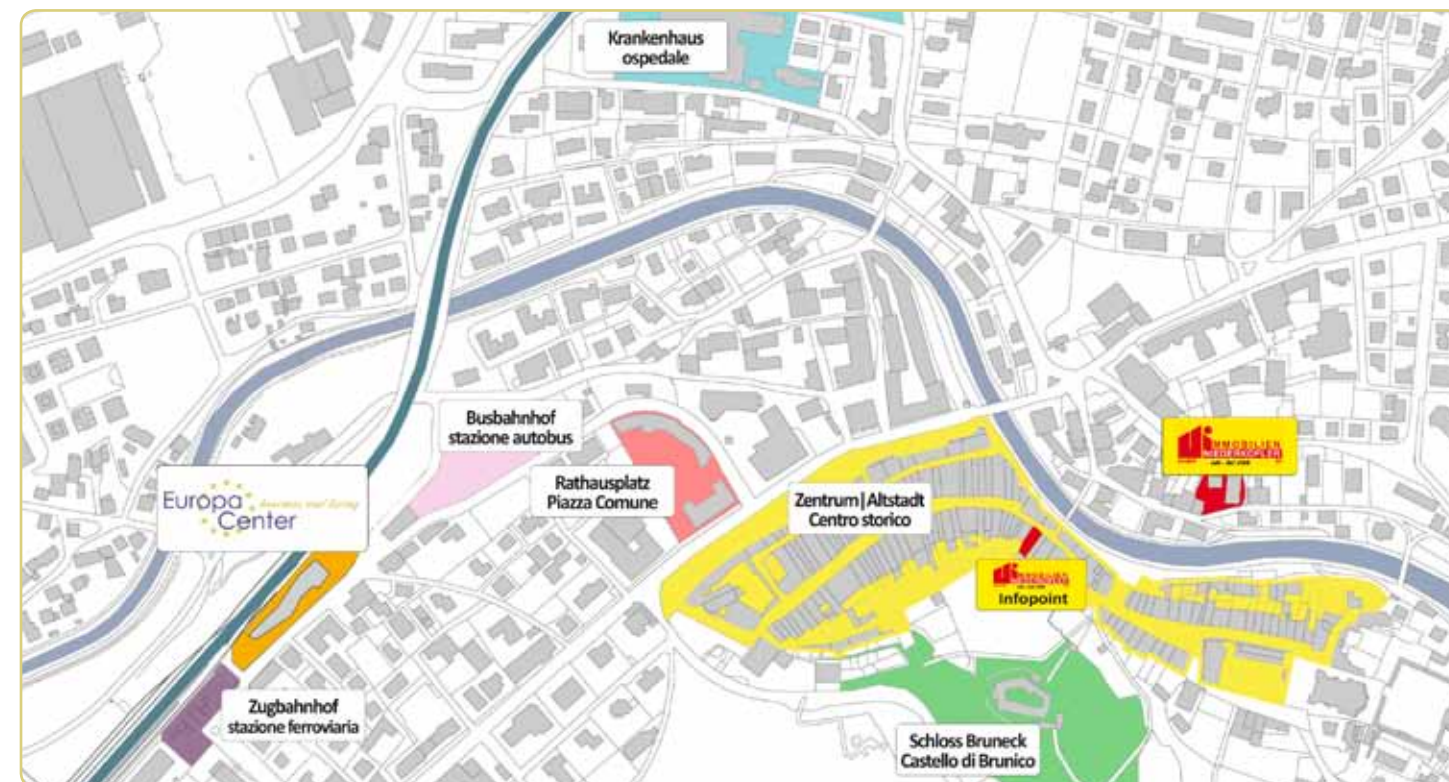 Krankenhaus
ospedale
Busbahnhof
stazione autobus
Europa
Center
Rathausplatz
Piazza Comune
Zentrum|Altstadt
Centro storico
IMMOBILIEN
NIEDERKOFLER
IMMOBILIEN
Infopoint
Zugbahnhof
stazione ferroviaria
Schloss Bruneck
Castello di Brunico